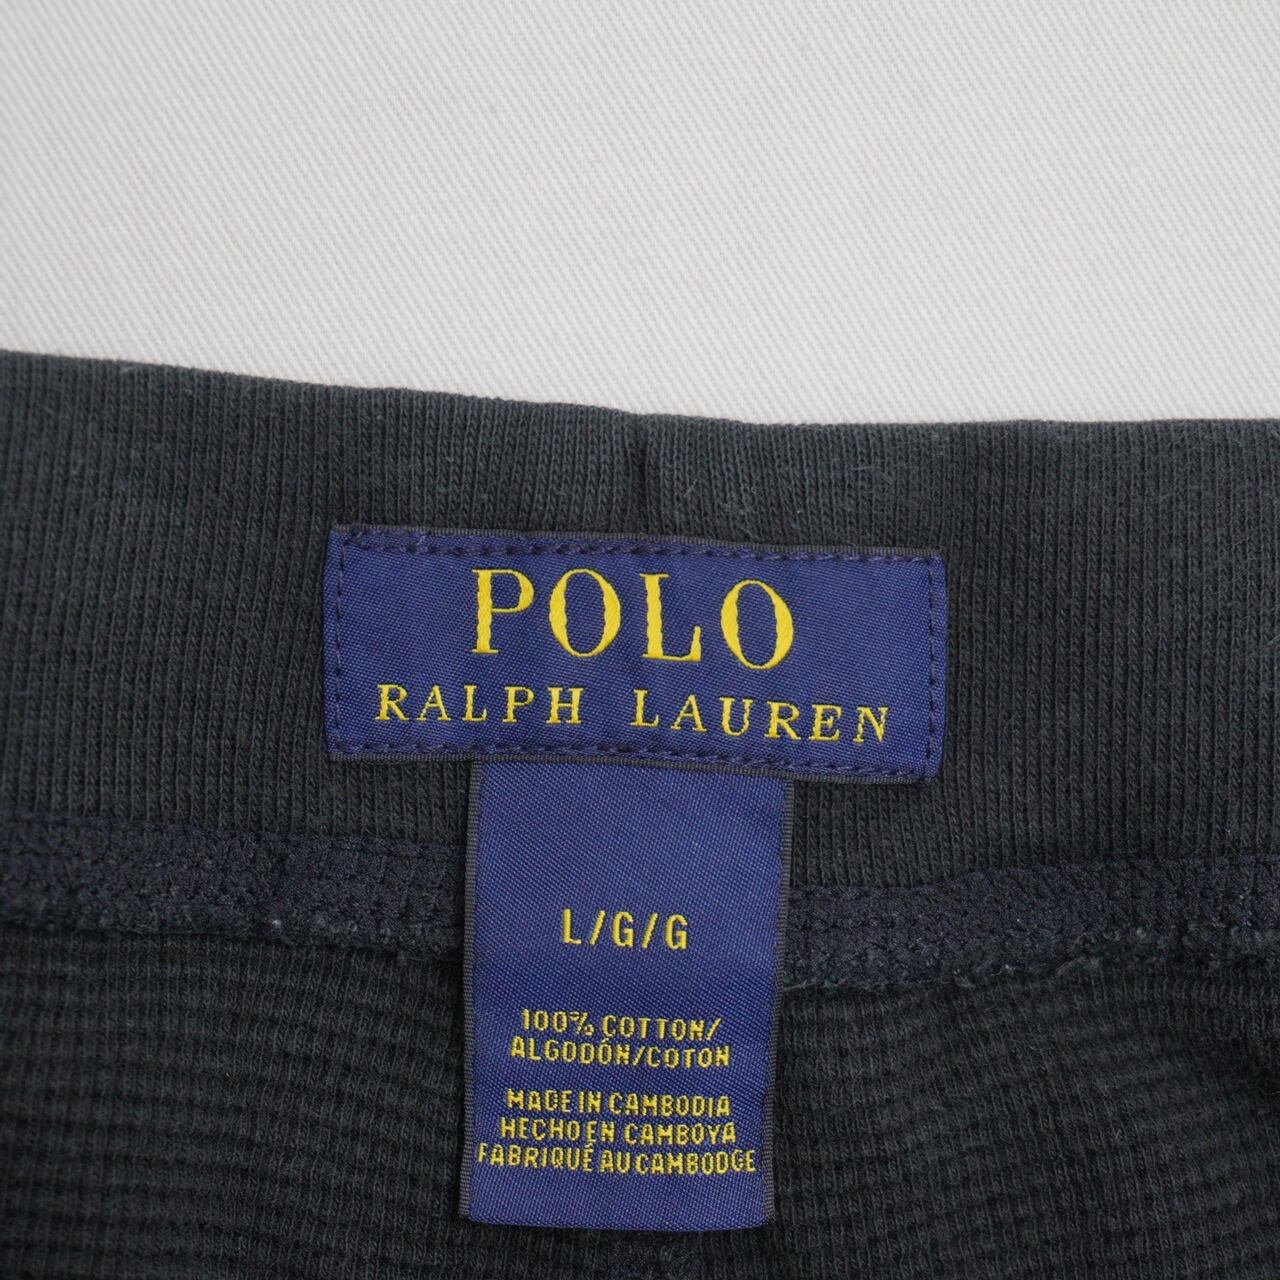 POLO
RALPH LAUREN
L/G/G
100% COTTON/
ALGODÓN/COTON
MADE IN CAMBODIA
HECHO EN CAMBOYA
FABRIQUÉ AU CAMBODGE